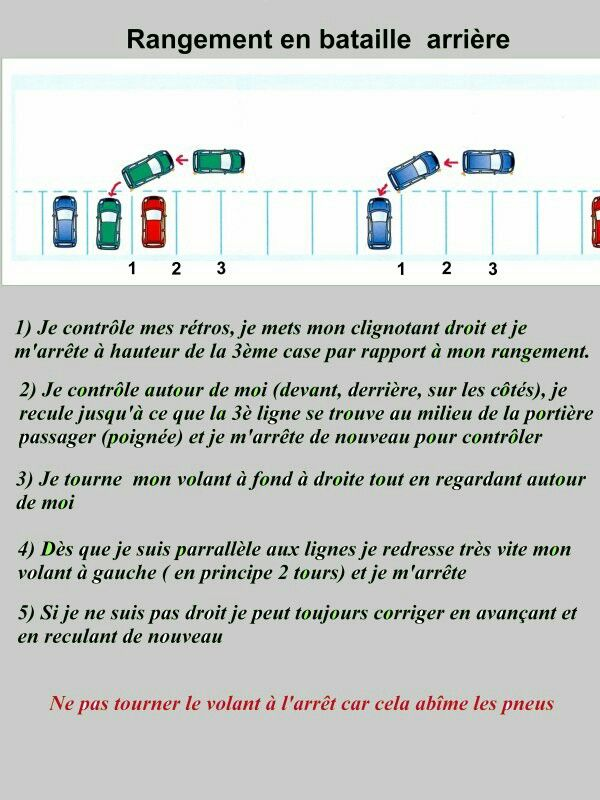 Rangement en bataille  arrière
1 2 3 1 2 3
1) Je contrôle mes rétros, je mets mon clignotant droit et je
m'arrête à hauteur de la 3ème case par rapport à mon rangement.
2) Je contrôle autour de moi (devant, derrière, sur les côtés), je
recule jusqu'à ce que la 3è ligne se trouve au milieu de la portière
passager (poignée) et je m'arrête de nouveau pour contrôler
3) Je tourne  mon volant à fond à droite tout en regardant autour
de moi
4) Dès que je suis parrallèle aux lignes je redresse très vite mon
volant à gauche ( en principe 2 tours) et je m'arrête
5) Si je ne suis pas droit je peut toujours corriger en avançant et
en reculant de nouveau
Ne pas tourner le volant à l'arrêt car cela abîme les pneus